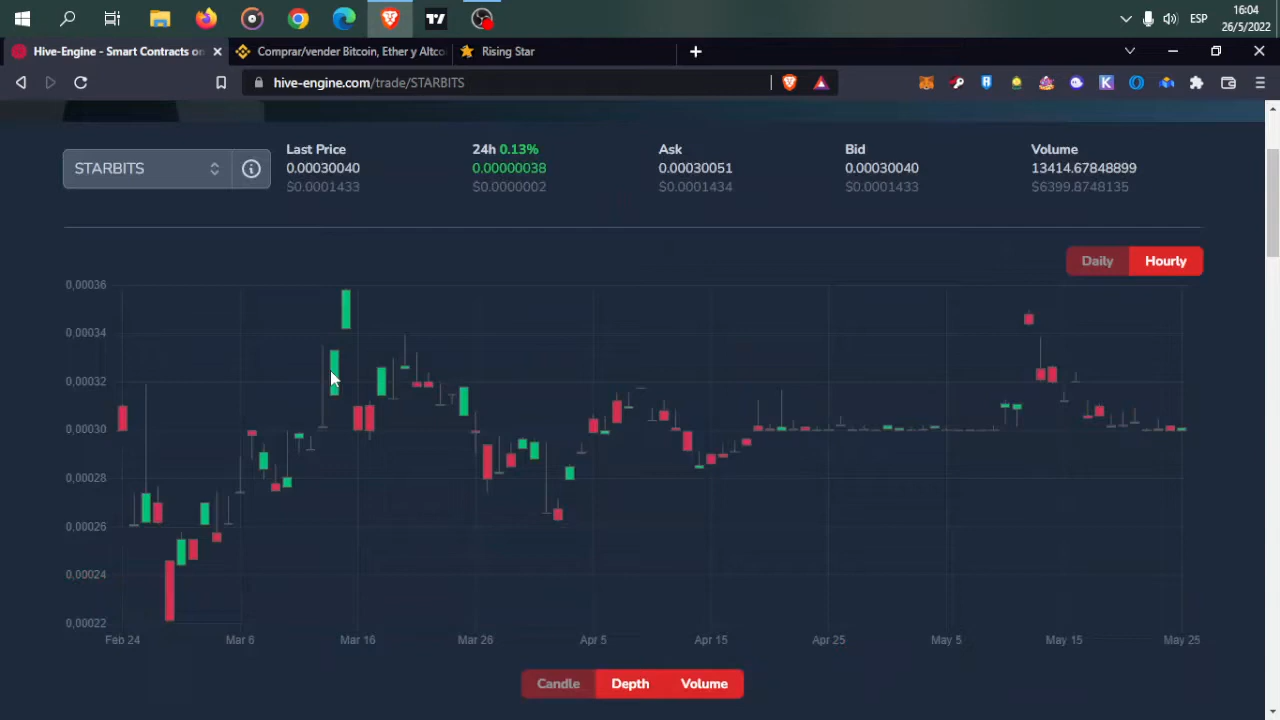 16:04
ESP
26/5/2022
Hive-Engine - Smart Contracts on
Comprar/vender Bitcoin, Ether y Altco
Rising Star
hive-engine.com/trade/STARBITS
STARBITS
Last Price
0.00030040
$0.0001433
24h 0.13%
0.00000038
$0.0000002
Ask
0.00030051
$0.0001434
Bid
0.00030040
$0.0001433
Volume
13414.67848899
$6399.8748135
Daily
Hourly
0,00036
0,00034
0,00032
0,00030
0,00028
0,00026
0,00024
0,00022
Feb 24
Mar 6
Mar 16
Mar 26
Apr 5
Apr 15
Apr 25
May 5
May 15
May 25
Candle
Depth
Volume